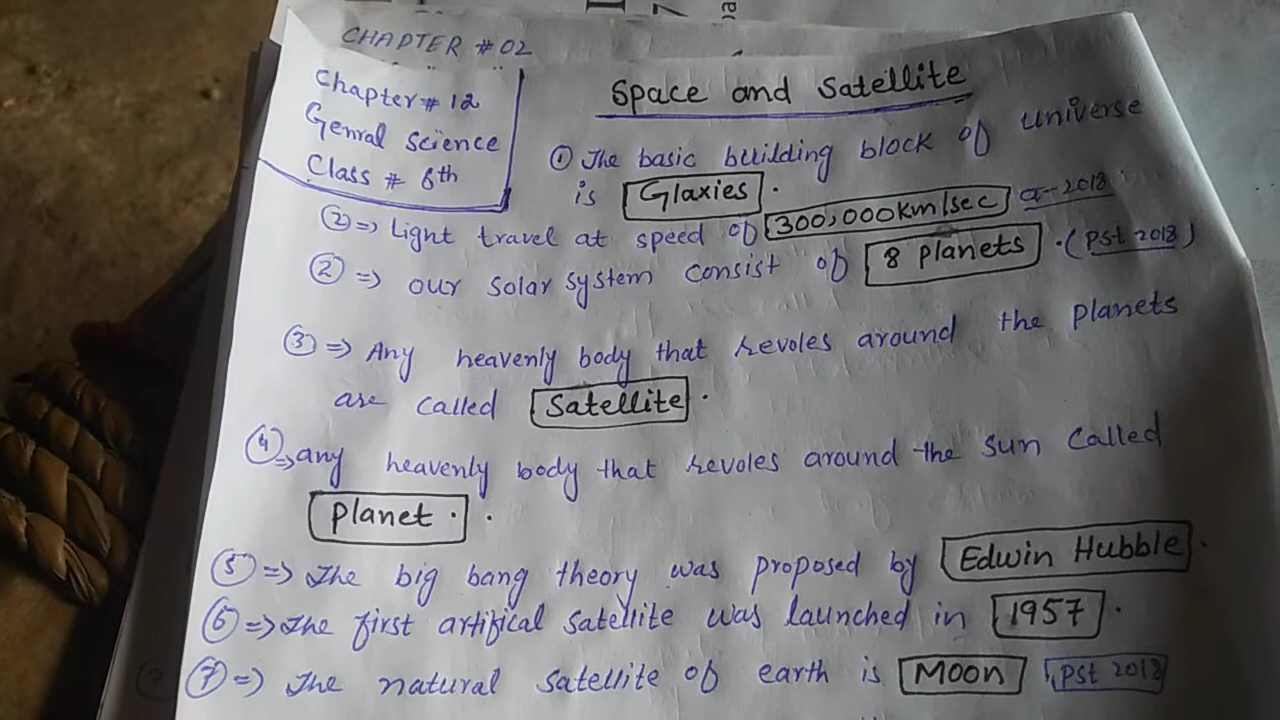 CHAPTER # 02
Chapter # 12
Genral Science
Class # 6th
Space and Satellite
① The basic building block of universe
is Glaxies.
② => Light travel at speed of 300,000km/sec
② => our solar system consist of 8 planets. (Pst 2018)
③ => Any heavenly body that revoles around the planets
are called Satellite.
④ => any heavenly body that revoles around the sun called
planet.
⑤ => The big bang theory was proposed by Edwin Hubble.
⑥ => The first artifical satellite was launched in 1957.
⑦ => The natural satellite of earth is Moon Pst 2018